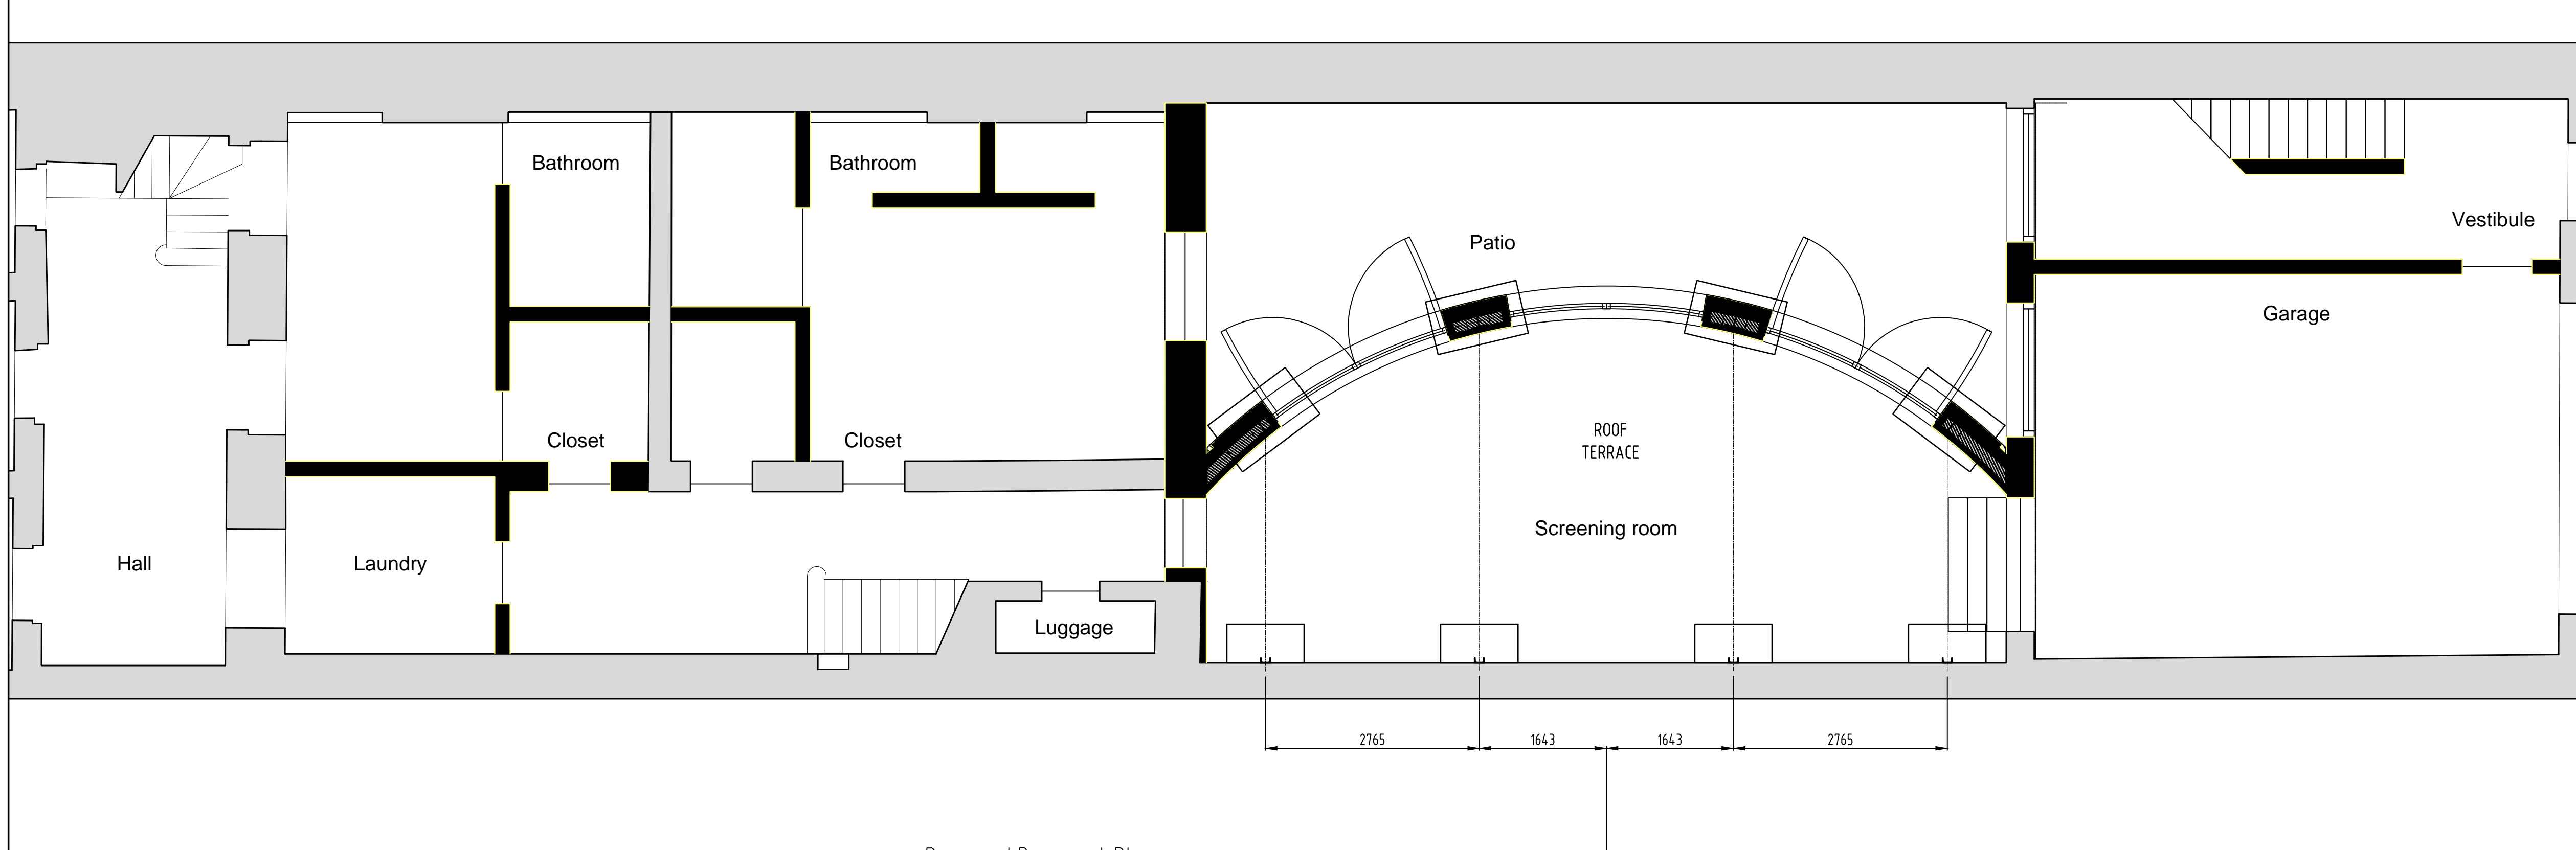 Bathroom
Bathroom
Vestibule
Patio
Garage
ROOF
TERRACE
Closet
Closet
Screening room
Hall
Laundry
Luggage
2765
1643
1643
2765